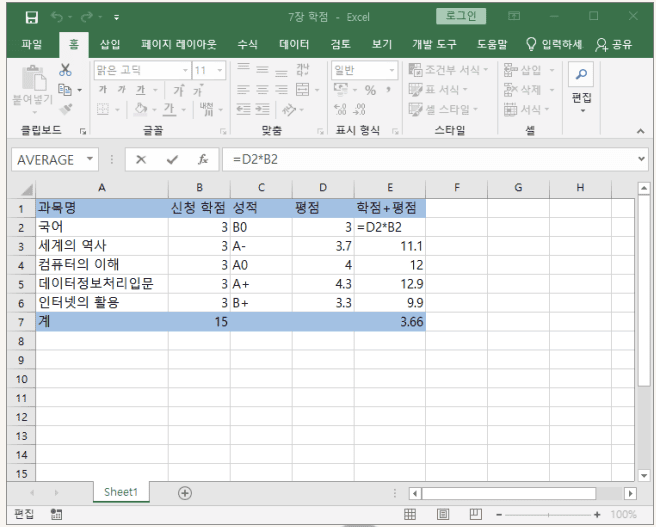 7장 학점 - Excel 로그인
파일 홈 삽입 페이지 레이아웃 수식 데이터 검토 보기 개발 도구 도움말 입력하세 공유
붙여넣기 맑은 고딕 11 일반 조건부 서식 삽입
가 가 가 가 가 % 표 서식 삭제 편집
내천 셀 스타일 서식
클립보드 글꼴 맞춤 표시 형식 스타일 셀
AVERAGE fx =D2*B2
A B C D E F G H
1 과목명 신청 학점 성적 평점 학점+평점
2 국어 3 B0 3 =D2*B2
3 세계의 역사 3 A- 3.7 11.1
4 컴퓨터의 이해 3 A0 4 12
5 데이터정보처리입문 3 A+ 4.3 12.9
6 인터넷의 활용 3 B+ 3.3 9.9
7 계 15 3.66
8
9
10
11
12
13
14
15
Sheet1
편집 100%